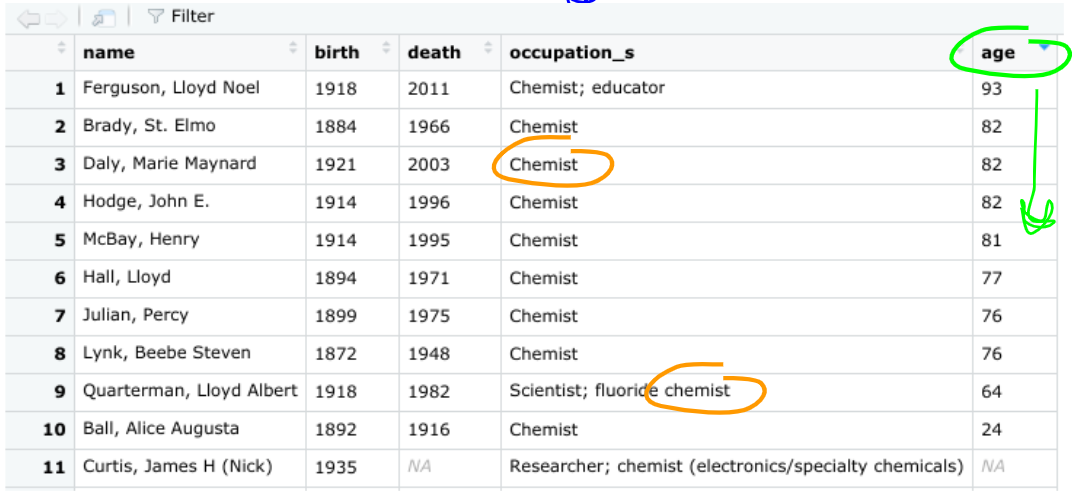 Filter
name birth death occupation_s age
1 Ferguson, Lloyd Noel 1918 2011 Chemist; educator 93
2 Brady, St. Elmo 1884 1966 Chemist 82
3 Daly, Marie Maynard 1921 2003 Chemist 82
4 Hodge, John E. 1914 1996 Chemist 82
5 McBay, Henry 1914 1995 Chemist 81
6 Hall, Lloyd 1894 1971 Chemist 77
7 Julian, Percy 1899 1975 Chemist 76
8 Lynk, Beebe Steven 1872 1948 Chemist 76
9 Quarterman, Lloyd Albert 1918 1982 Scientist; fluoride chemist 64
10 Ball, Alice Augusta 1892 1916 Chemist 24
11 Curtis, James H (Nick) 1935 NA Researcher; chemist (electronics/specialty chemicals) NA